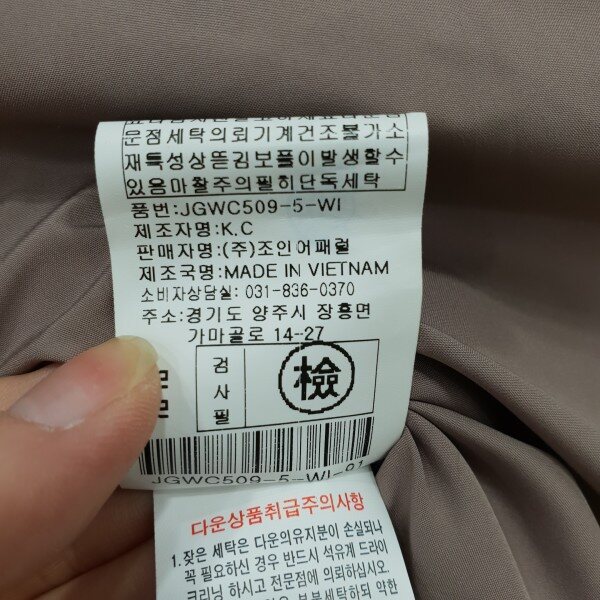 운점세탁의뢰기계건조불가소
재특성상뜯김보풀이발생할수
있음마찰주의필히단독세탁
품번:JGWC509-5-WI
제조자명:K.C
판매자명:(주)조인어패럴
제조국명:MADE IN VIETNAM
소비자상담실: 031-836-0370
주소:경기도 양주시 장흥면
가마골로 14-27
검
사
필
檢
JGWC509-5-WI-91
다운상품취급주의사항
1. 잦은 세탁은 다운의유지분이 손실되나
꼭 필요하신 경우 반드시 석유계 드라이
크리닝 하시고 전문점에 의뢰하십시오